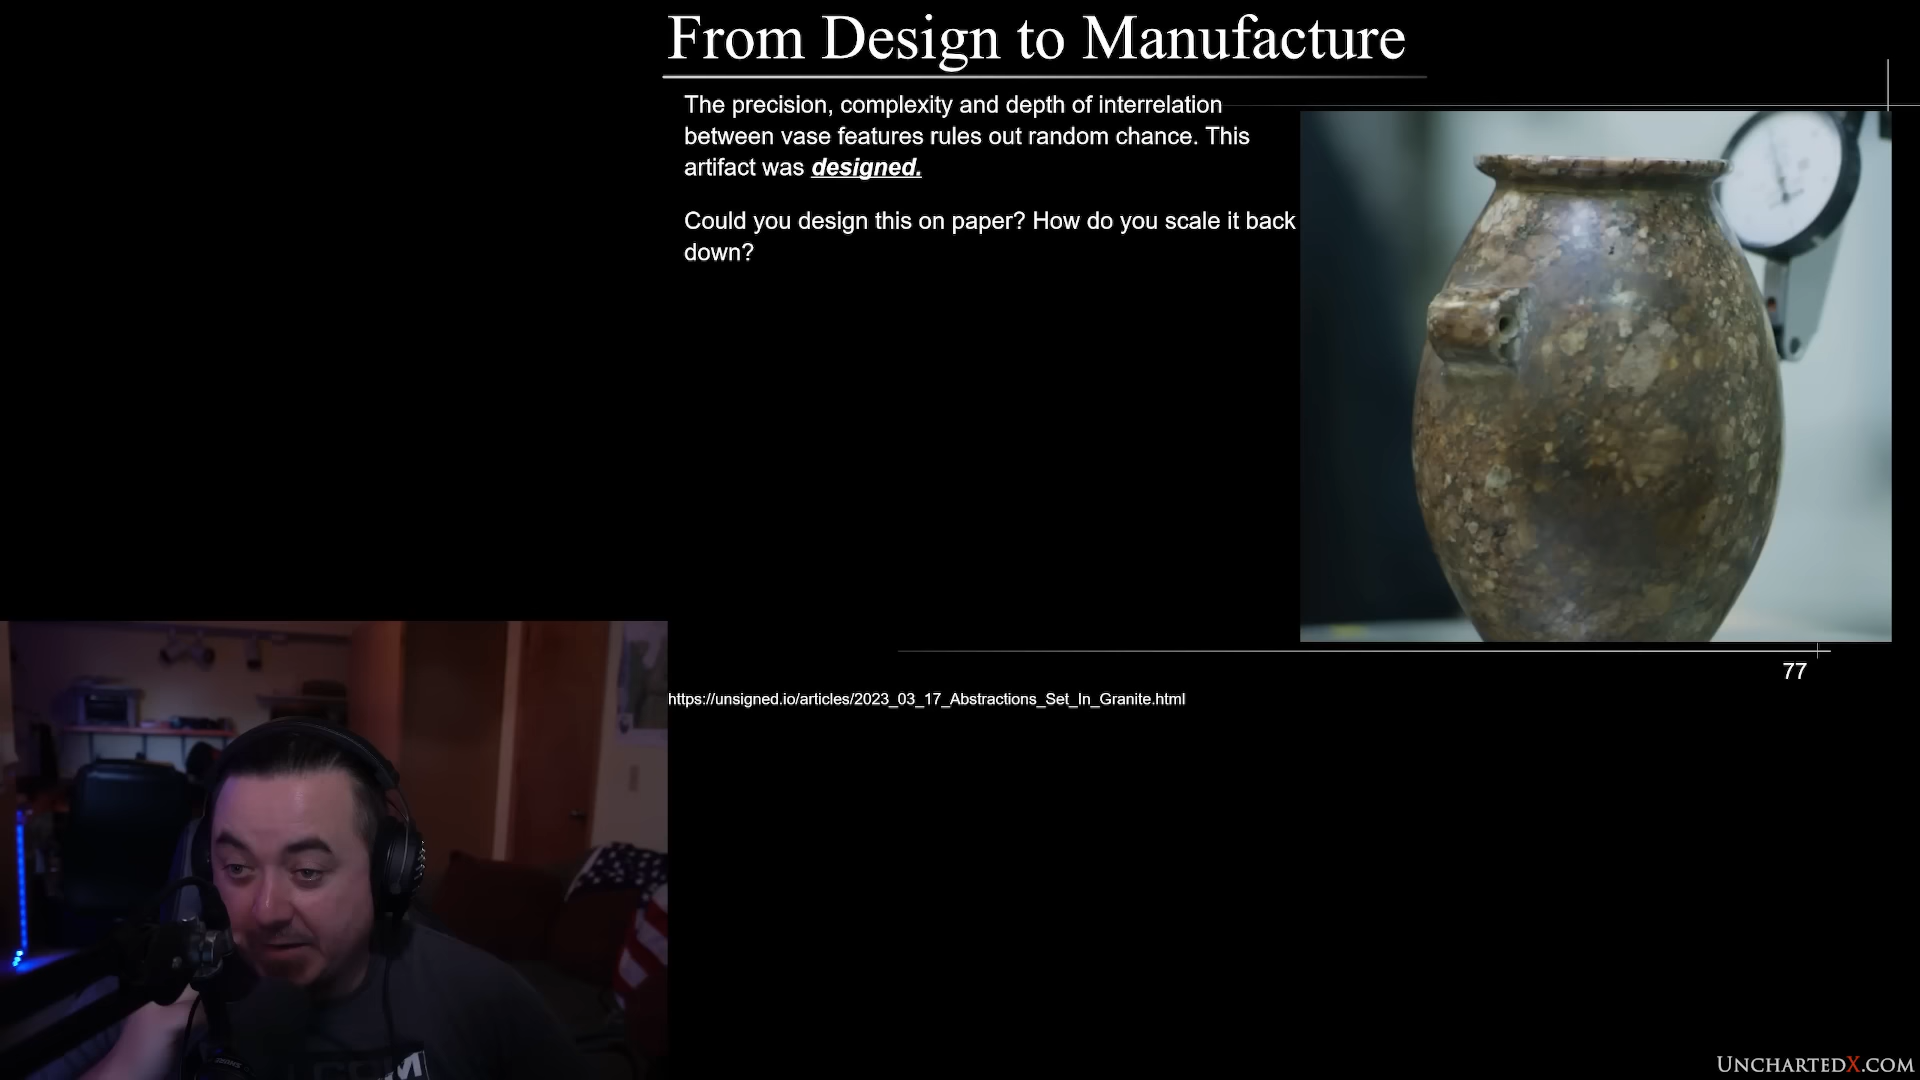 From Design to Manufacture
The precision, complexity and depth of interrelation
between vase features rules out random chance. This
artifact was designed.
Could you design this on paper? How do you scale it back
down?
77
https://unsigned.io/articles/2023_03_17_Abstractions_Set_In_Granite.html
UNCHARTEDX.COM